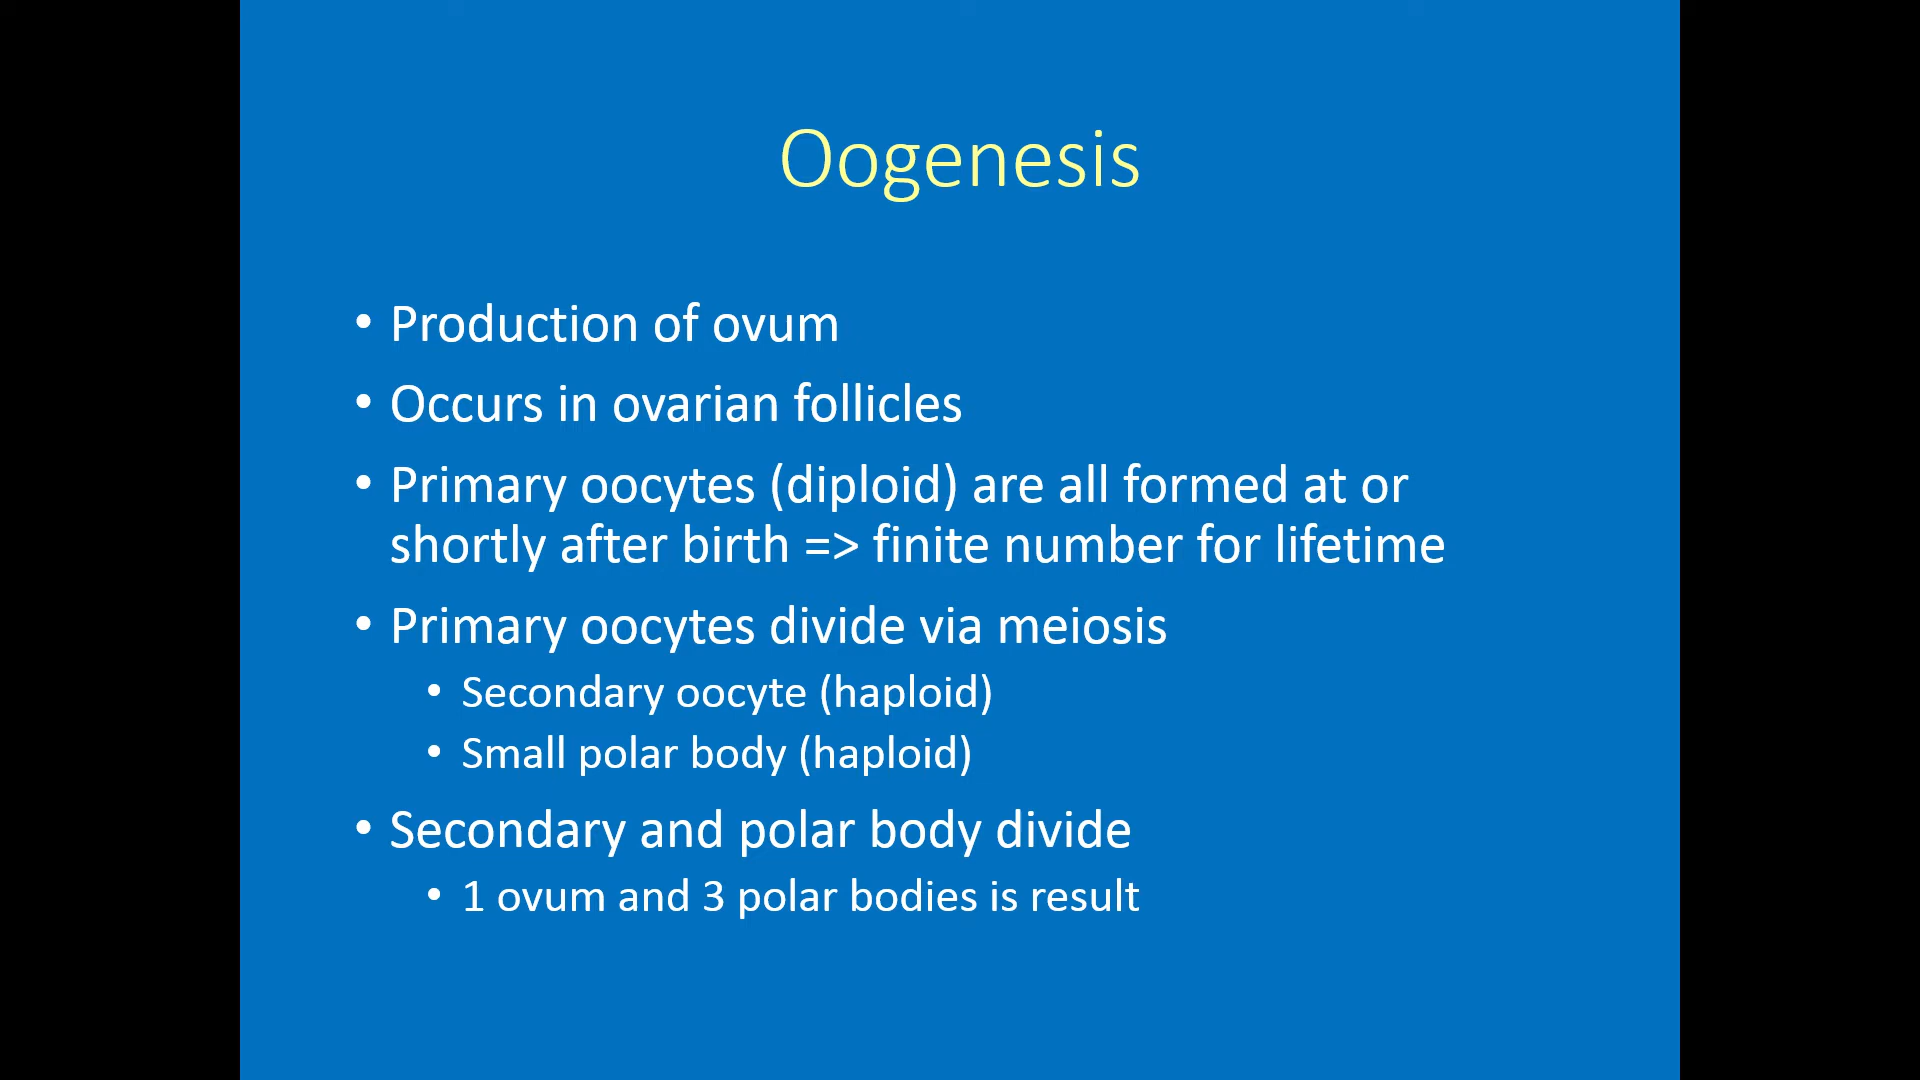 Oogenesis
• Production of ovum
• Occurs in ovarian follicles
• Primary oocytes (diploid) are all formed at or
shortly after birth => finite number for lifetime
• Primary oocytes divide via meiosis
• Secondary oocyte (haploid)
• Small polar body (haploid)
• Secondary and polar body divide
• 1 ovum and 3 polar bodies is result